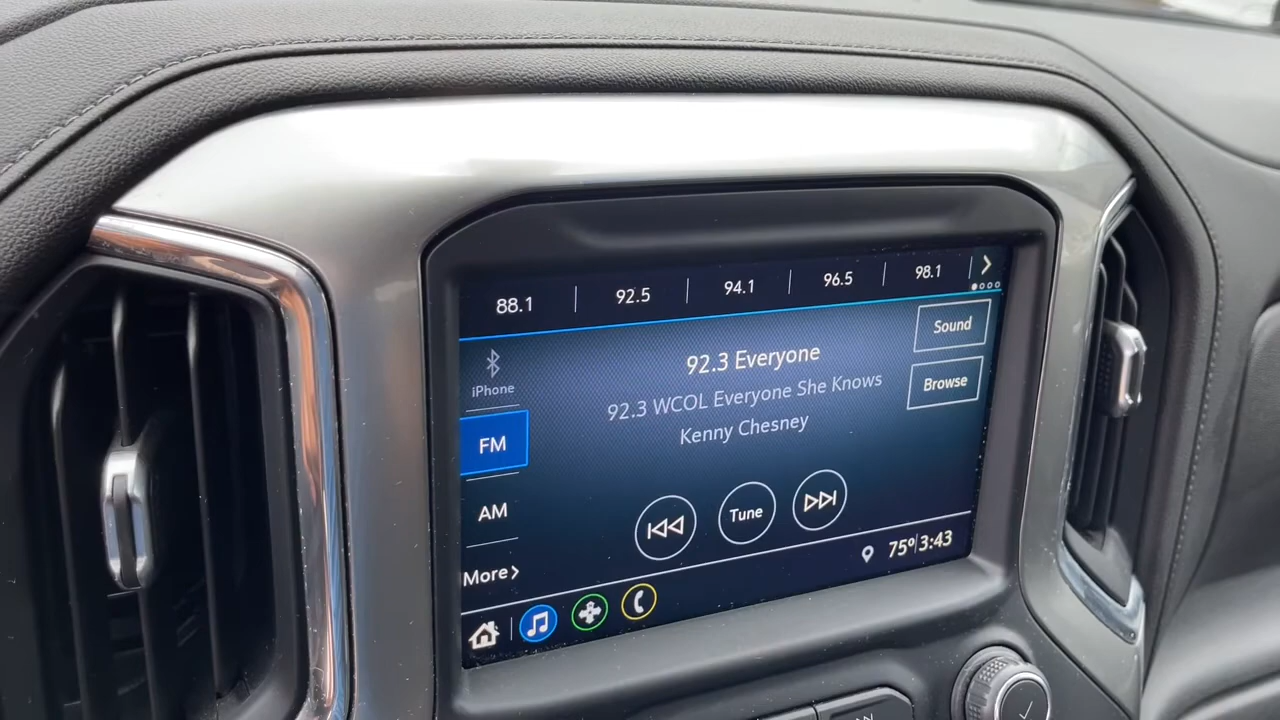 88.1 92.5 94.1 96.5 98.1
Sound
iPhone
92.3 Everyone
Browse
92.3 WCOL Everyone She Knows
FM
Kenny Chesney
AM
Tune
More
75° 3:43